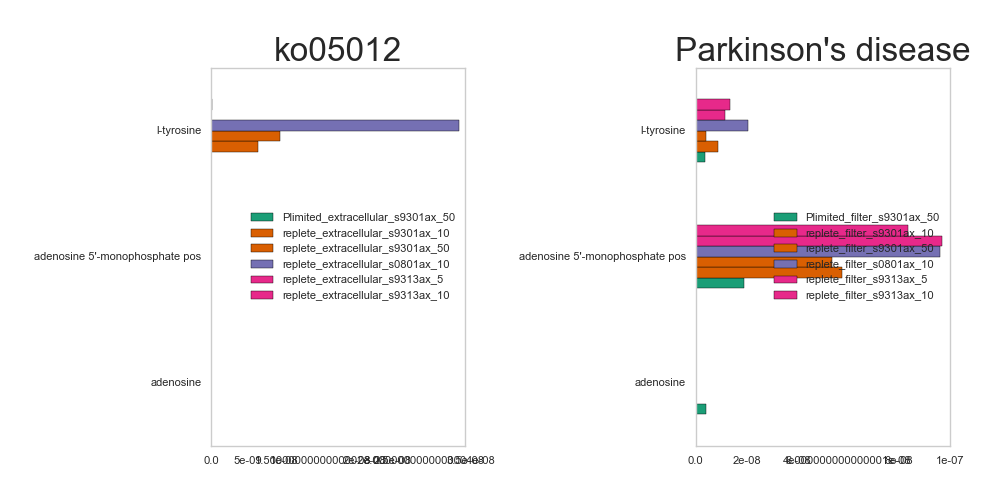 ko05012
l-tyrosine
adenosine 5'-monophosphate pos
adenosine
Plimited_extracellular_s9301ax_50
replete_extracellular_s9301ax_10
replete_extracellular_s9301ax_50
replete_extracellular_s0801ax_10
replete_extracellular_s9313ax_5
replete_extracellular_s9313ax_10
0.0
Parkinson's disease
l-tyrosine
adenosine 5'-monophosphate pos
adenosine
Plimited_filter_s9301ax_50
replete_filter_s9301ax_10
replete_filter_s9301ax_50
replete_filter_s0801ax_10
replete_filter_s9313ax_5
replete_filter_s9313ax_10
0.0 2e-08 1e-07